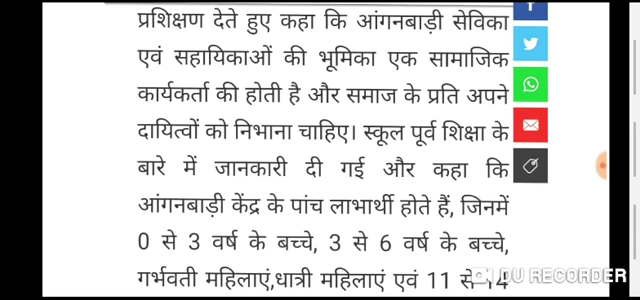 प्रशिक्षण देते हुए कहा कि आंगनबाड़ी सेविका
एवं सहायिकाओं की भूमिका एक सामाजिक
कार्यकर्ता की होती है और समाज के प्रति अपने
दायित्वों को निभाना चाहिए। स्कूल पूर्व शिक्षा के
बारे में जानकारी दी गई और कहा कि
आंगनबाड़ी केंद्र के पांच लाभार्थी होते हैं, जिनमें
0 से 3 वर्ष के बच्चे, 3 से 6 वर्ष के बच्चे,
गर्भवती महिलाएं,धात्री महिलाएं एवं 11 से 14
DU RECORDER